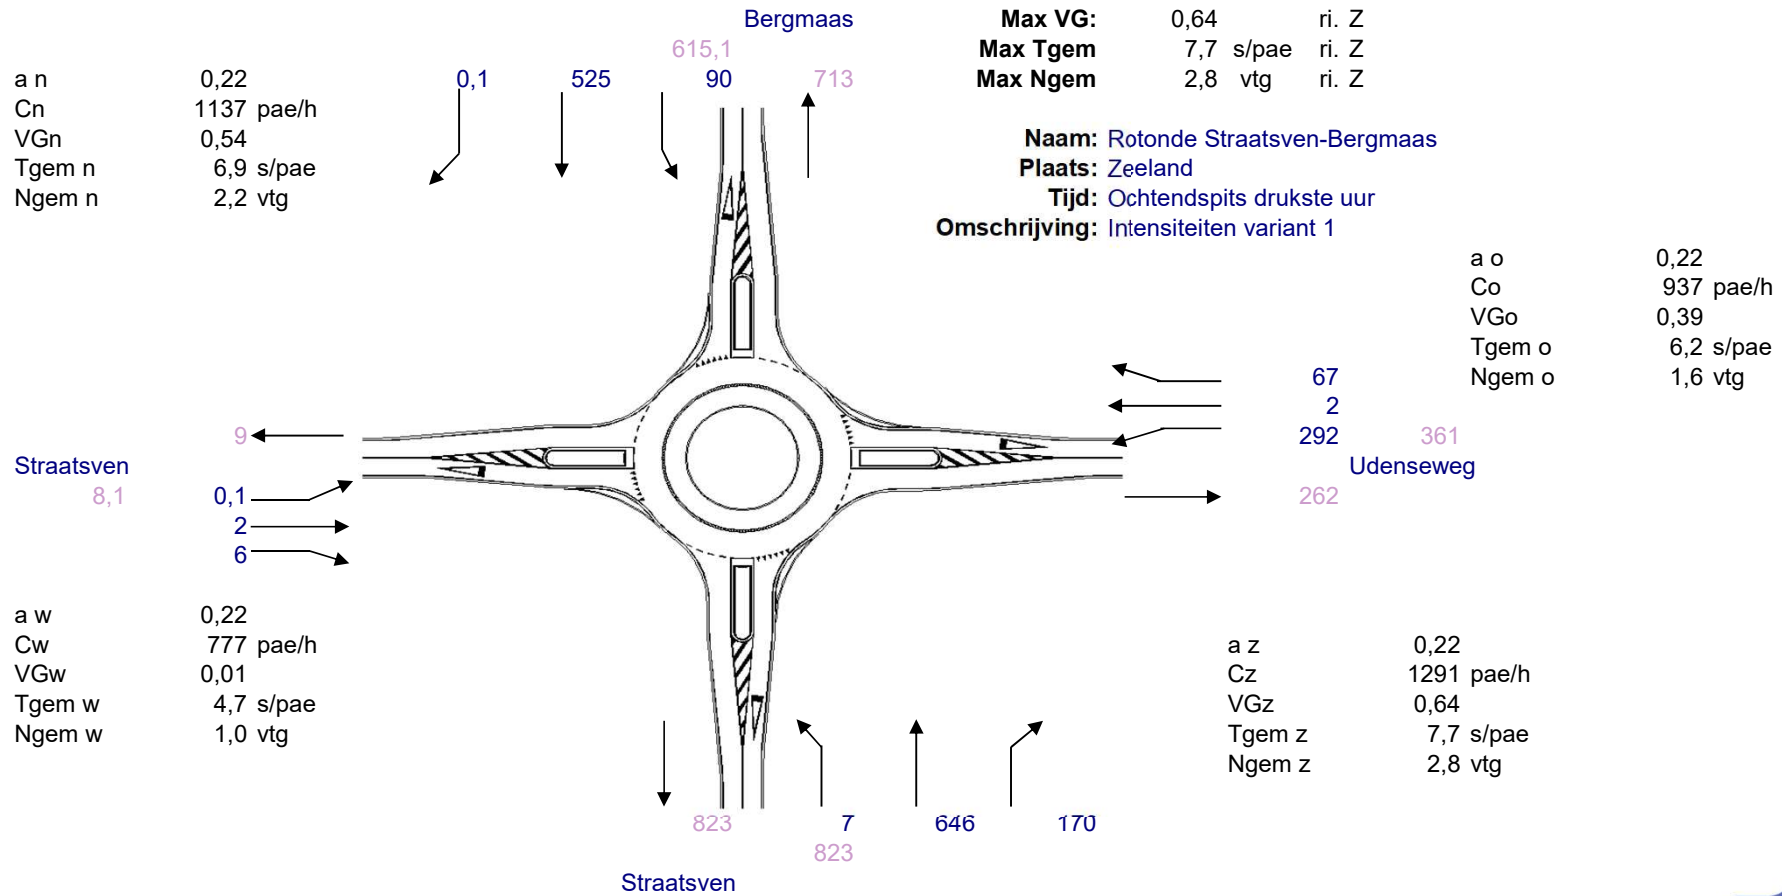 Bergmaas
615,1
0,1 525 90 713
a n 0,22
Cn 1137 pae/h
VGn 0,54
Tgem n 6,9 s/pae
Ngem n 2,2 vtg
Max VG: 0,64 ri. Z
Max Tgem 7,7 s/pae ri. Z
Max Ngem 2,8 vtg ri. Z
Naam: Rotonde Straatsven-Bergmaas
Plaats: Zeeland
Tijd: Ochtendspits drukste uur
Omschrijving: Intensiteiten variant 1
a o 0,22
Co 937 pae/h
VGo 0,39
Tgem o 6,2 s/pae
Ngem o 1,6 vtg
67
2
292 361
Udenseweg
262
9
Straatsven
8,1 0,1
2
6
a w 0,22
Cw 777 pae/h
VGw 0,01
Tgem w 4,7 s/pae
Ngem w 1,0 vtg
a z 0,22
Cz 1291 pae/h
VGz 0,64
Tgem z 7,7 s/pae
Ngem z 2,8 vtg
823 7 646 170
823
Straatsven